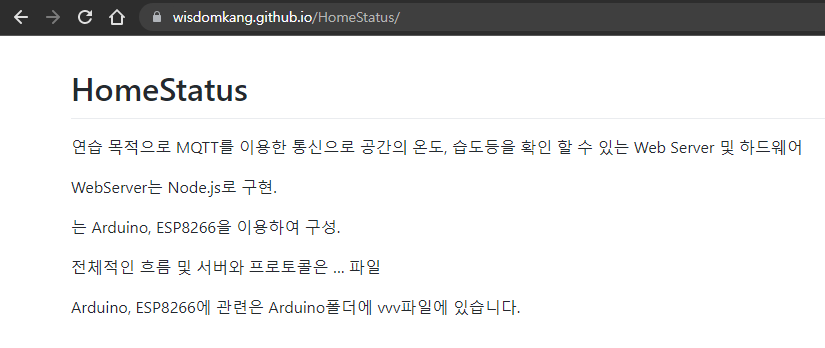 wisdomkang.github.io/HomeStatus/
HomeStatus
연습 목적으로 MQTT를 이용한 통신으로 공간의 온도, 습도등을 확인 할 수 있는 Web Server 및 하드웨어
WebServer는 Node.js로 구현.
는 Arduino, ESP8266을 이용하여 구성.
전체적인 흐름 및 서버와 프로토콜은 ... 파일
Arduino, ESP8266에 관련은 Arduino폴더에 vvv파일에 있습니다.